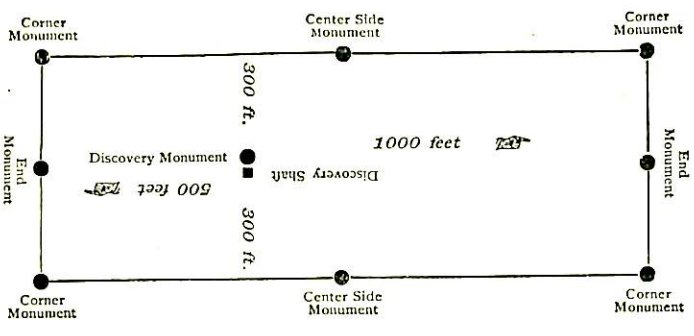 Corner
Monument
Center Side
Monument
Corner
Monument
300 ft.
1000 feet
End
Monument
Discovery Monument
Discovery Shaft
500 feet
End
Monument
300 ft.
Corner
Monument
Center Side
Monument
Corner
Monument